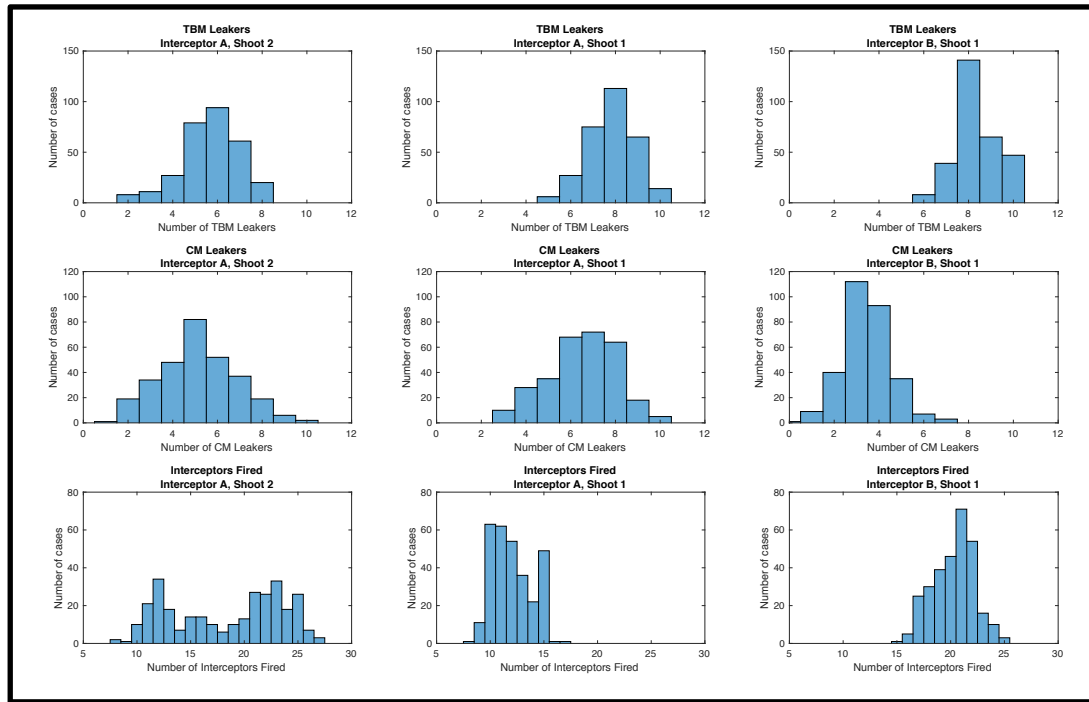 TBM Leakers
Interceptor A, Shoot 2
150
100
50
0
Number of cases
0 2 4 6 8 10 12
Number of TBM Leakers
TBM Leakers
Interceptor A, Shoot 1
150
100
50
0
Number of cases
0 2 4 6 8 10 12
Number of TBM Leakers
TBM Leakers
Interceptor B, Shoot 1
150
100
50
0
Number of cases
0 2 4 6 8 10 12
Number of TBM Leakers
CM Leakers
Interceptor A, Shoot 2
120
100
80
60
40
20
0
Number of cases
0 2 4 6 8 10 12
Number of CM Leakers
CM Leakers
Interceptor A, Shoot 1
120
100
80
60
40
20
0
Number of cases
0 2 4 6 8 10 12
Number of CM Leakers
CM Leakers
Interceptor B, Shoot 1
120
100
80
60
40
20
0
Number of cases
0 2 4 6 8 10 12
Number of CM Leakers
Interceptors Fired
Interceptor A, Shoot 2
80
60
40
20
0
Number of cases
5 10 15 20 25 30
Number of Interceptors Fired
Interceptors Fired
Interceptor A, Shoot 1
80
60
40
20
0
Number of cases
5 10 15 20 25 30
Number of Interceptors Fired
Interceptors Fired
Interceptor B, Shoot 1
80
60
40
20
0
Number of cases
5 10 15 20 25 30
Number of Interceptors Fired